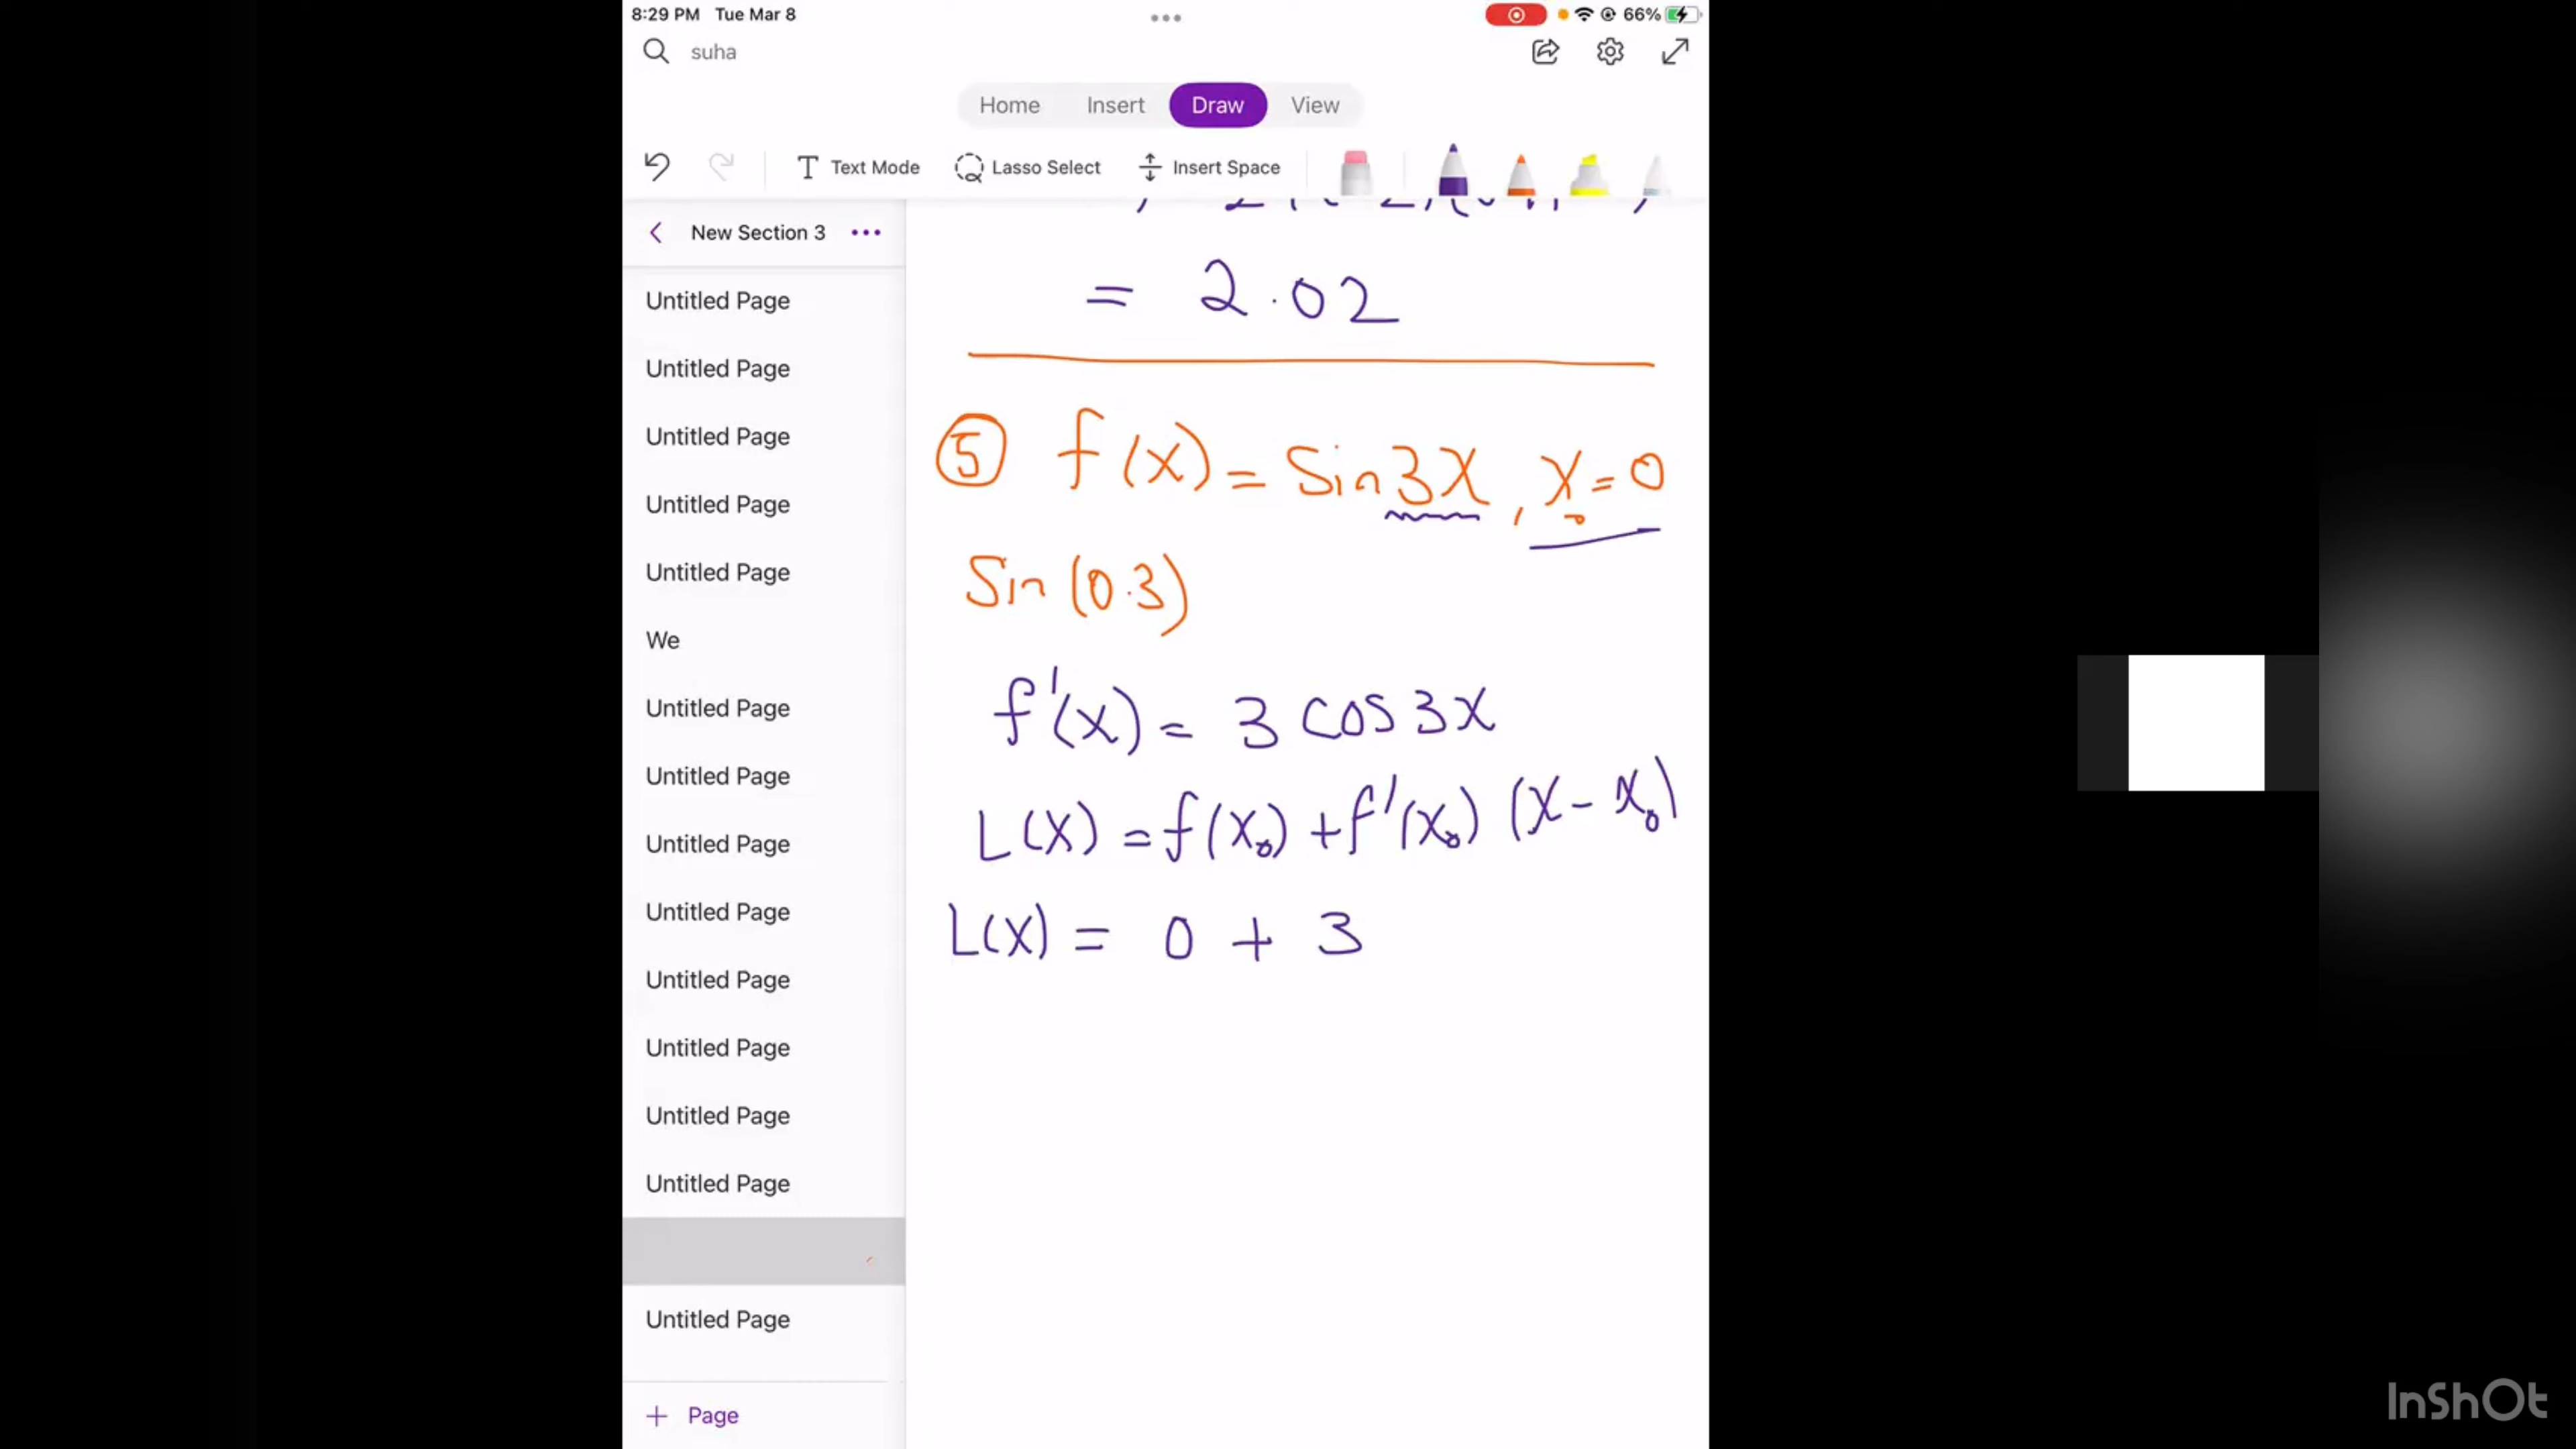 8:29 PM Tue Mar 8
66%
suha
Home Insert Draw View
Text Mode Lasso Select Insert Space
New Section 3
Untitled Page
Untitled Page
Untitled Page
Untitled Page
Untitled Page
We
Untitled Page
Untitled Page
Untitled Page
Untitled Page
Untitled Page
Untitled Page
Untitled Page
Untitled Page
Untitled Page
+ Page
= 2.02
⑤ f(x) = Sin 3x , x₀ = 0
Sin (0.3)
f'(x) = 3 cos 3x
L(x) = f(x₀) + f'(x₀) (x - x₀)
L(x) = 0 + 3
InShOt